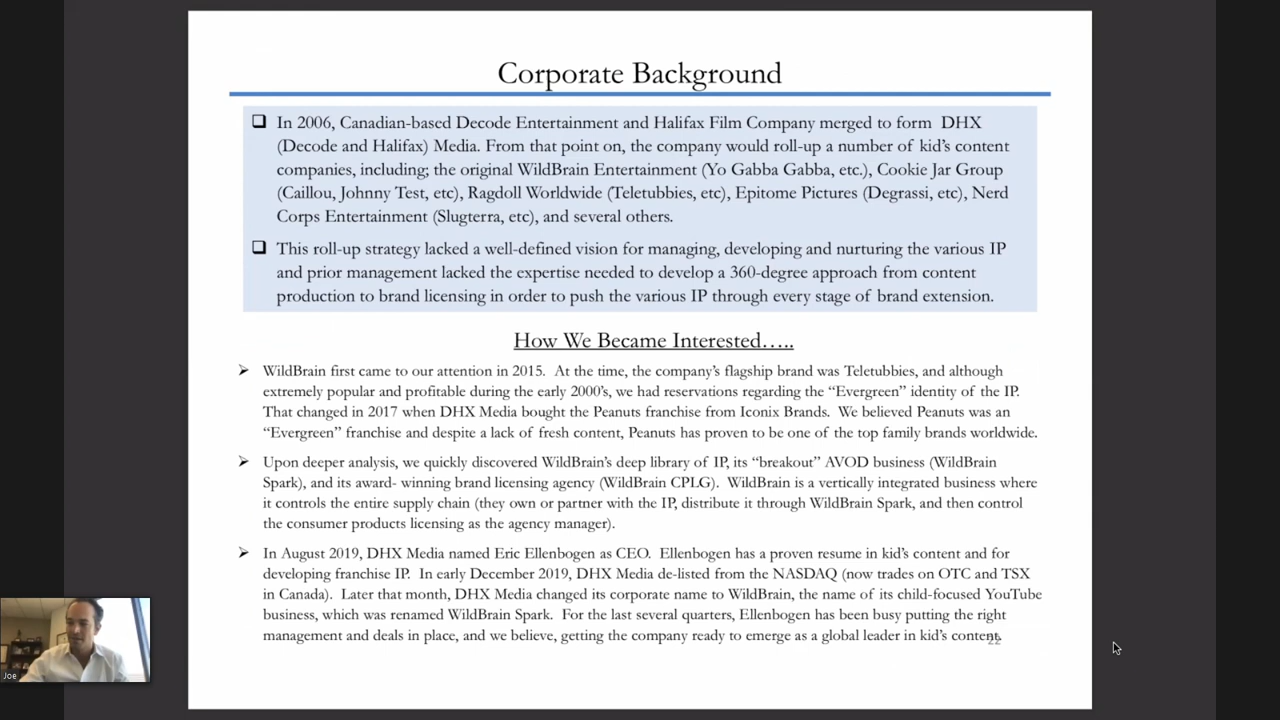 Corporate Background
❑ In 2006, Canadian-based Decode Entertainment and Halifax Film Company merged to form DHX
(Decode and Halifax) Media. From that point on, the company would roll-up a number of kid's content
companies, including; the original WildBrain Entertainment (Yo Gabba Gabba, etc.), Cookie Jar Group
(Caillou, Johnny Test, etc), Ragdoll Worldwide (Teletubbies, etc), Epitome Pictures (Degrassi, etc), Nerd
Corps Entertainment (Slugterra, etc), and several others.
❑ This roll-up strategy lacked a well-defined vision for managing, developing and nurturing the various IP
and prior management lacked the expertise needed to develop a 360-degree approach from content
production to brand licensing in order to push the various IP through every stage of brand extension.
How We Became Interested…..
➢ WildBrain first came to our attention in 2015. At the time, the company's flagship brand was Teletubbies, and although
extremely popular and profitable during the early 2000's, we had reservations regarding the “Evergreen” identity of the IP.
That changed in 2017 when DHX Media bought the Peanuts franchise from Iconix Brands. We believed Peanuts was an
“Evergreen” franchise and despite a lack of fresh content, Peanuts has proven to be one of the top family brands worldwide.
➢ Upon deeper analysis, we quickly discovered WildBrain's deep library of IP, its “breakout” AVOD business (WildBrain
Spark), and its award- winning brand licensing agency (WildBrain CPLG). WildBrain is a vertically integrated business where
it controls the entire supply chain (they own or partner with the IP, distribute it through WildBrain Spark, and then control
the consumer products licensing as the agency manager).
➢ In August 2019, DHX Media named Eric Ellenbogen as CEO. Ellenbogen has a proven resume in kid's content and for
developing franchise IP. In early December 2019, DHX Media de-listed from the NASDAQ (now trades on OTC and TSX
in Canada). Later that month, DHX Media changed its corporate name to WildBrain, the name of its child-focused YouTube
business, which was renamed WildBrain Spark. For the last several quarters, Ellenbogen has been busy putting the right
management and deals in place, and we believe, getting the company ready to emerge as a global leader in kid's content.
22
Joe